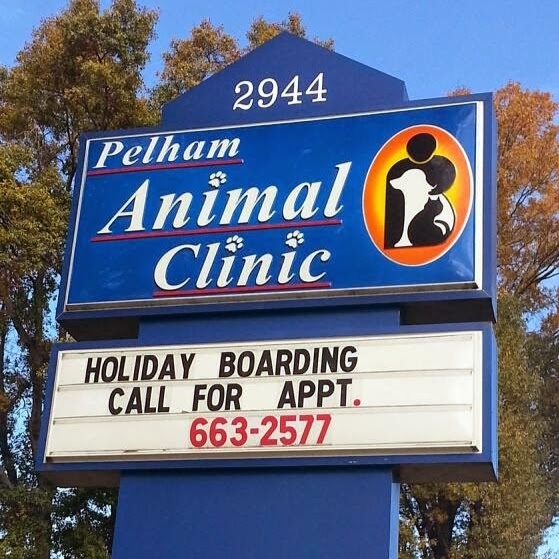 2944
Pelham
Animal
Clinic
HOLIDAY BOARDING
CALL FOR APPT.
663-2577